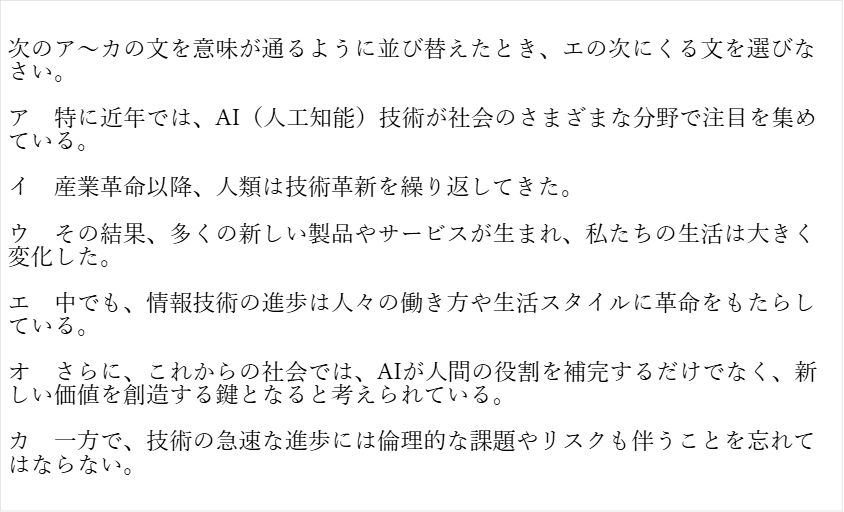 次のア～カの文を意味が通るように並び替えたとき、エの次にくる文を選びな
さい。
ア　特に近年では、AI（人工知能）技術が社会のさまざまな分野で注目を集め
ている。
イ　産業革命以降、人類は技術革新を繰り返してきた。
ウ　その結果、多くの新しい製品やサービスが生まれ、私たちの生活は大きく
変化した。
エ　中でも、情報技術の進歩は人々の働き方や生活スタイルに革命をもたらし
ている。
オ　さらに、これからの社会では、AIが人間の役割を補完するだけでなく、新
しい価値を創造する鍵となると考えられている。
カ　一方で、技術の急速な進歩には倫理的な課題やリスクも伴うことを忘れて
はならない。